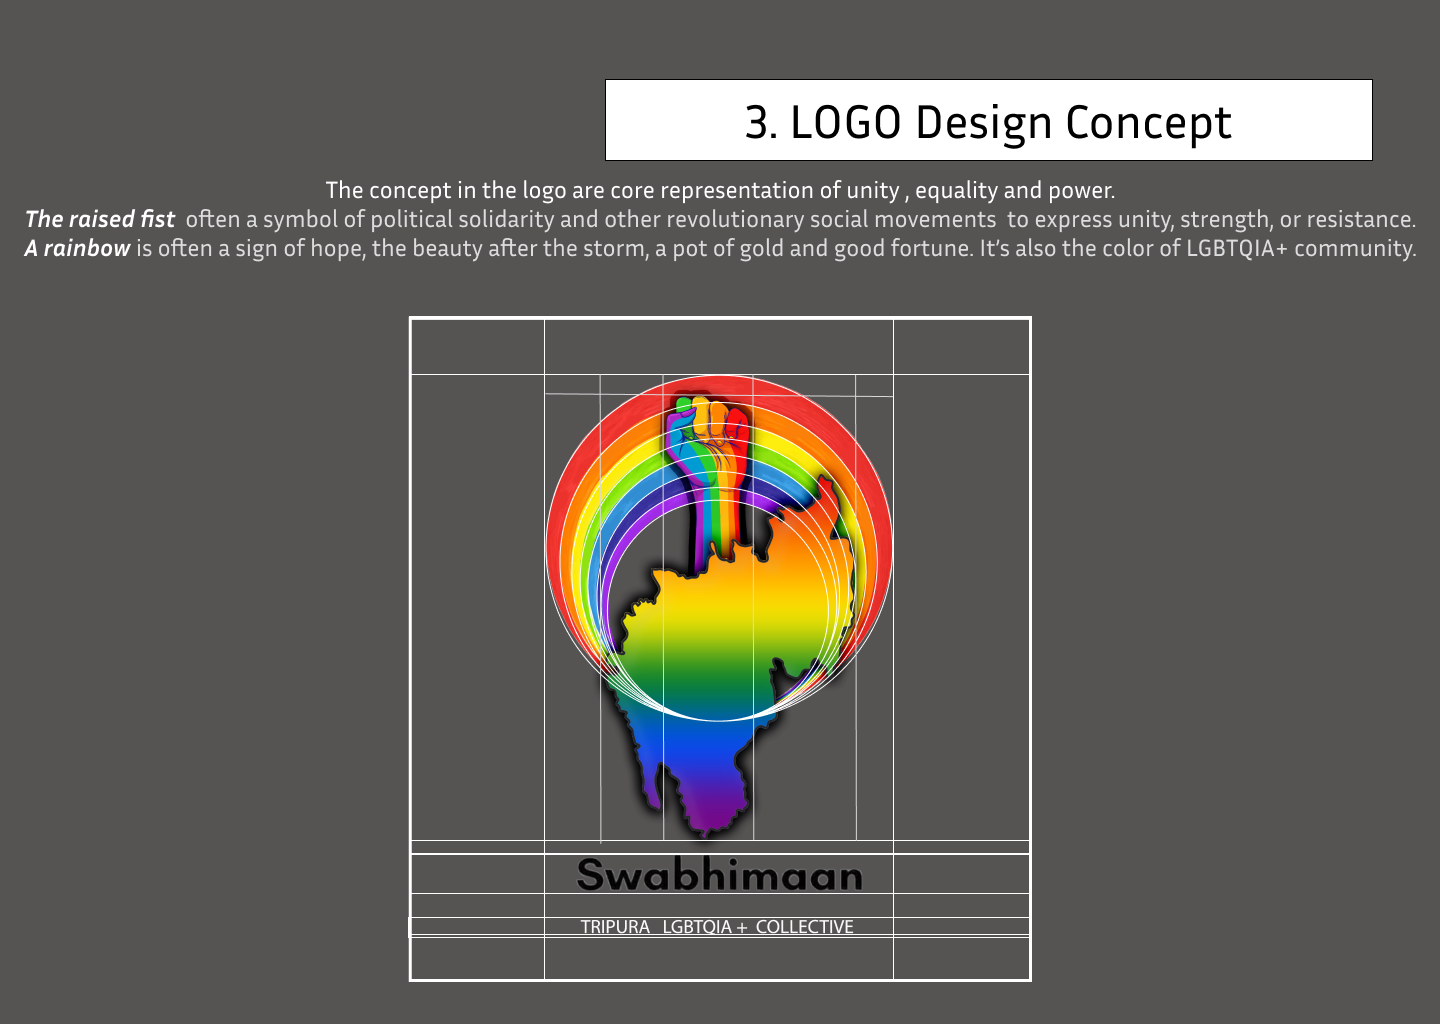 3. LOGO Design Concept
The concept in the logo are core representation of unity , equality and power.
The raised fist often a symbol of political solidarity and other revolutionary social movements to express unity, strength, or resistance.
A rainbow is often a sign of hope, the beauty after the storm, a pot of gold and good fortune. It’s also the color of LGBTQIA+ community.
Swabhimaan
TRIPURA LGBTQIA + COLLECTIVE